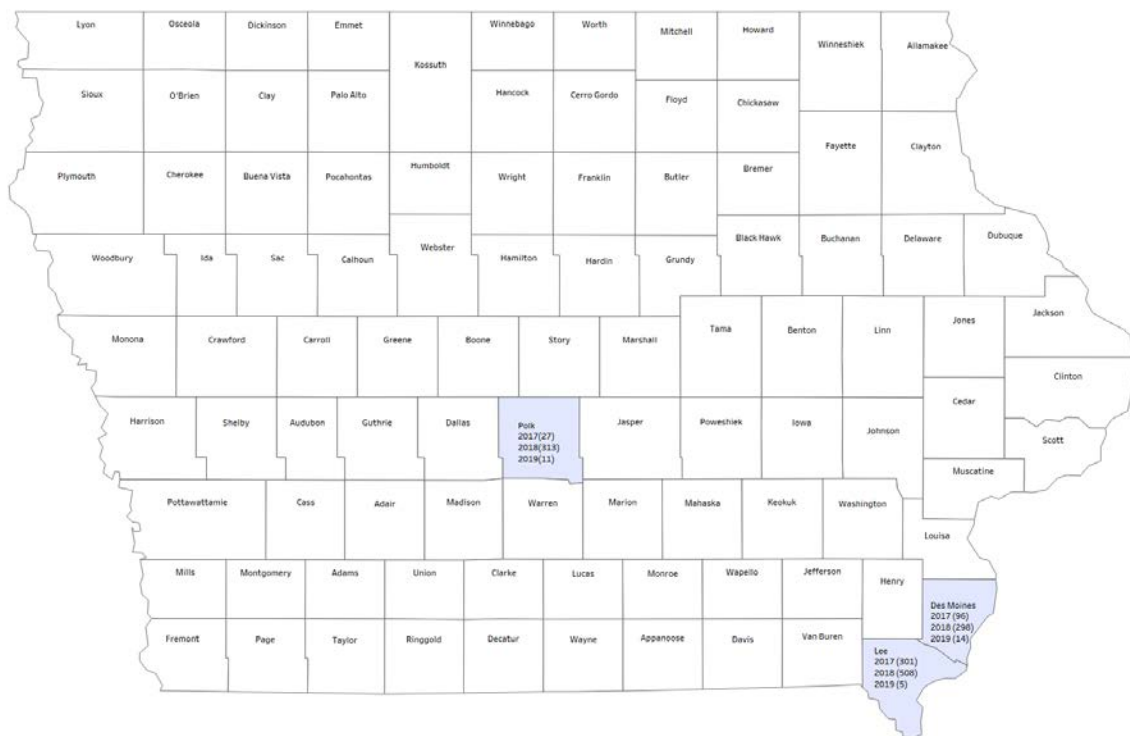 Lyon
Osceola
Dickinson
Emmet
Kossuth
Winnebago
Worth
Mitchell
Howard
Winneshiek
Allamakee
Sioux
O'Brien
Clay
Palo Alto
Hancock
Cerro Gordo
Floyd
Chickasaw
Fayette
Clayton
Plymouth
Cherokee
Buena Vista
Pocahontas
Humboldt
Wright
Franklin
Butler
Bremer
Woodbury
Ida
Sac
Calhoun
Webster
Hamilton
Hardin
Grundy
Black Hawk
Buchanan
Delaware
Dubuque
Monona
Crawford
Carroll
Greene
Boone
Story
Marshall
Tama
Benton
Linn
Jones
Jackson
Clinton
Harrison
Shelby
Audubon
Guthrie
Dallas
Polk
2017(27)
2018(313)
2019(11)
Jasper
Poweshiek
Iowa
Johnson
Cedar
Scott
Muscatine
Pottawattamie
Cass
Adair
Madison
Warren
Marion
Mahaska
Keokuk
Washington
Louisa
Mills
Montgomery
Adams
Union
Clarke
Lucas
Monroe
Wapello
Jefferson
Henry
Des Moines
2017 (96)
2018 (298)
2019 (14)
Fremont
Page
Taylor
Ringgold
Decatur
Wayne
Appanoose
Davis
Van Buren
Lee
2017 (301)
2018 (508)
2019 (5)